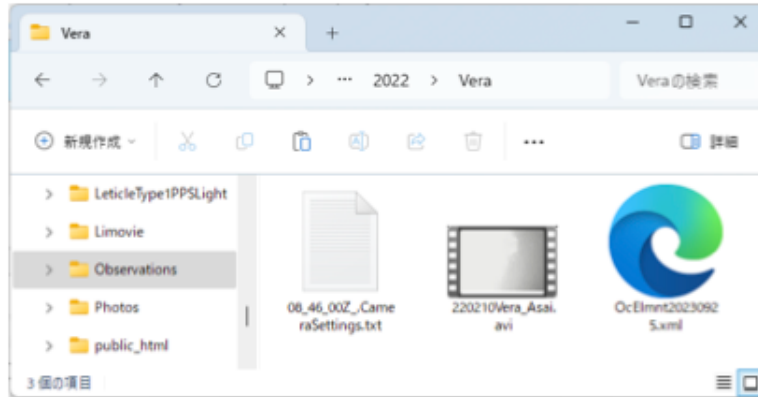 Vera
2022 > Vera
Veraの検索
新規作成
詳細
LeticleType1PPSLight
Limovie
Observations
Photos
public_html
08_46_00Z_.Came
raSettings.txt
220210Vera_Asai.
avi
OcElmnt2023092
5.xml
3 個の項目